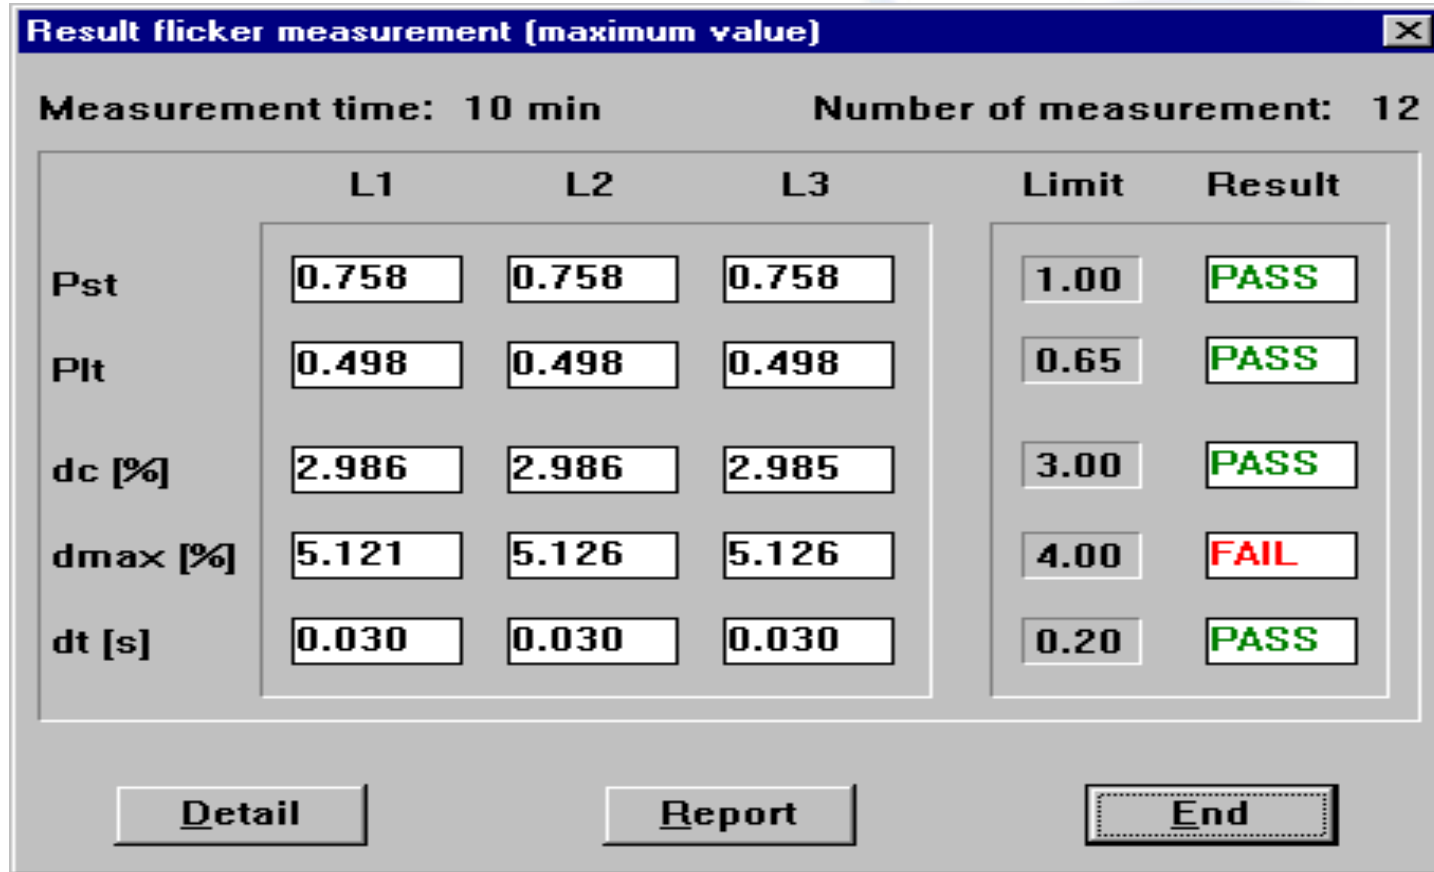 Result flicker measurement (maximum value)
Measurement time: 10 min Number of measurement: 12
L1 L2 L3 Limit Result
Pst 0.758 0.758 0.758 1.00 PASS
Plt 0.498 0.498 0.498 0.65 PASS
dc [%] 2.986 2.986 2.985 3.00 PASS
dmax [%] 5.121 5.126 5.126 4.00 FAIL
dt [s] 0.030 0.030 0.030 0.20 PASS
Detail Report End